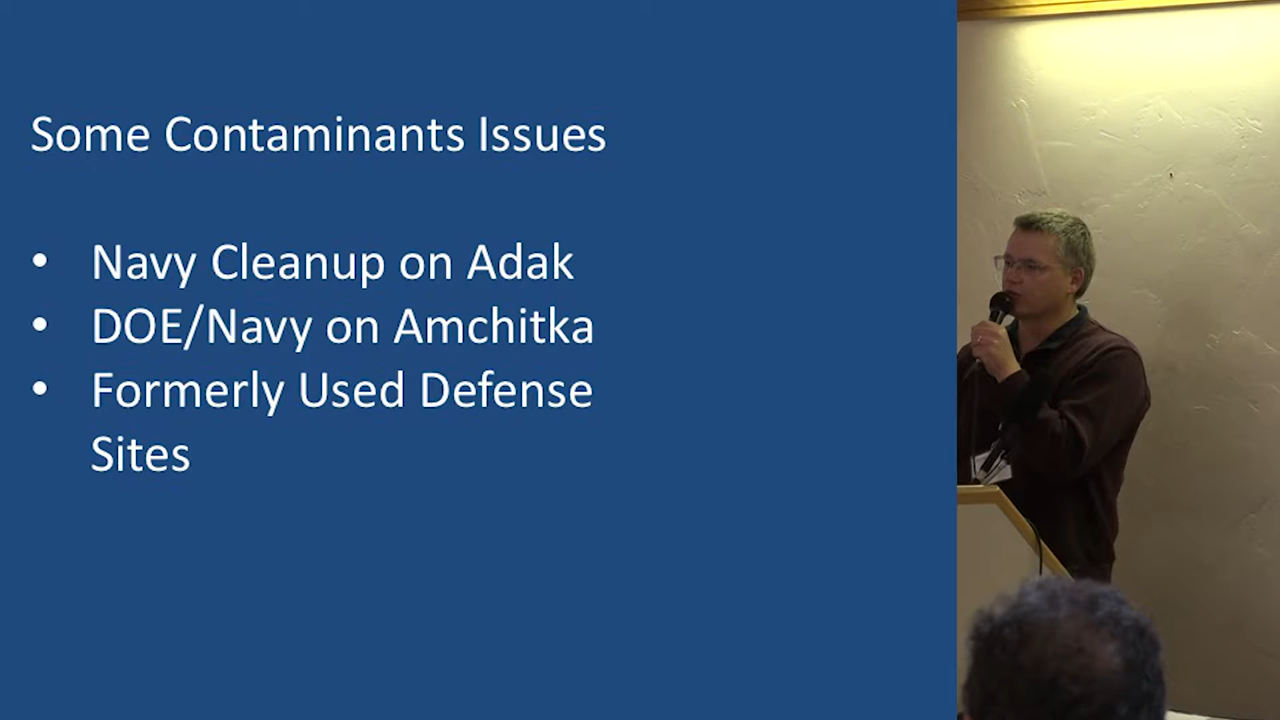 Some Contaminants Issues
• Navy Cleanup on Adak
• DOE/Navy on Amchitka
• Formerly Used Defense
Sites